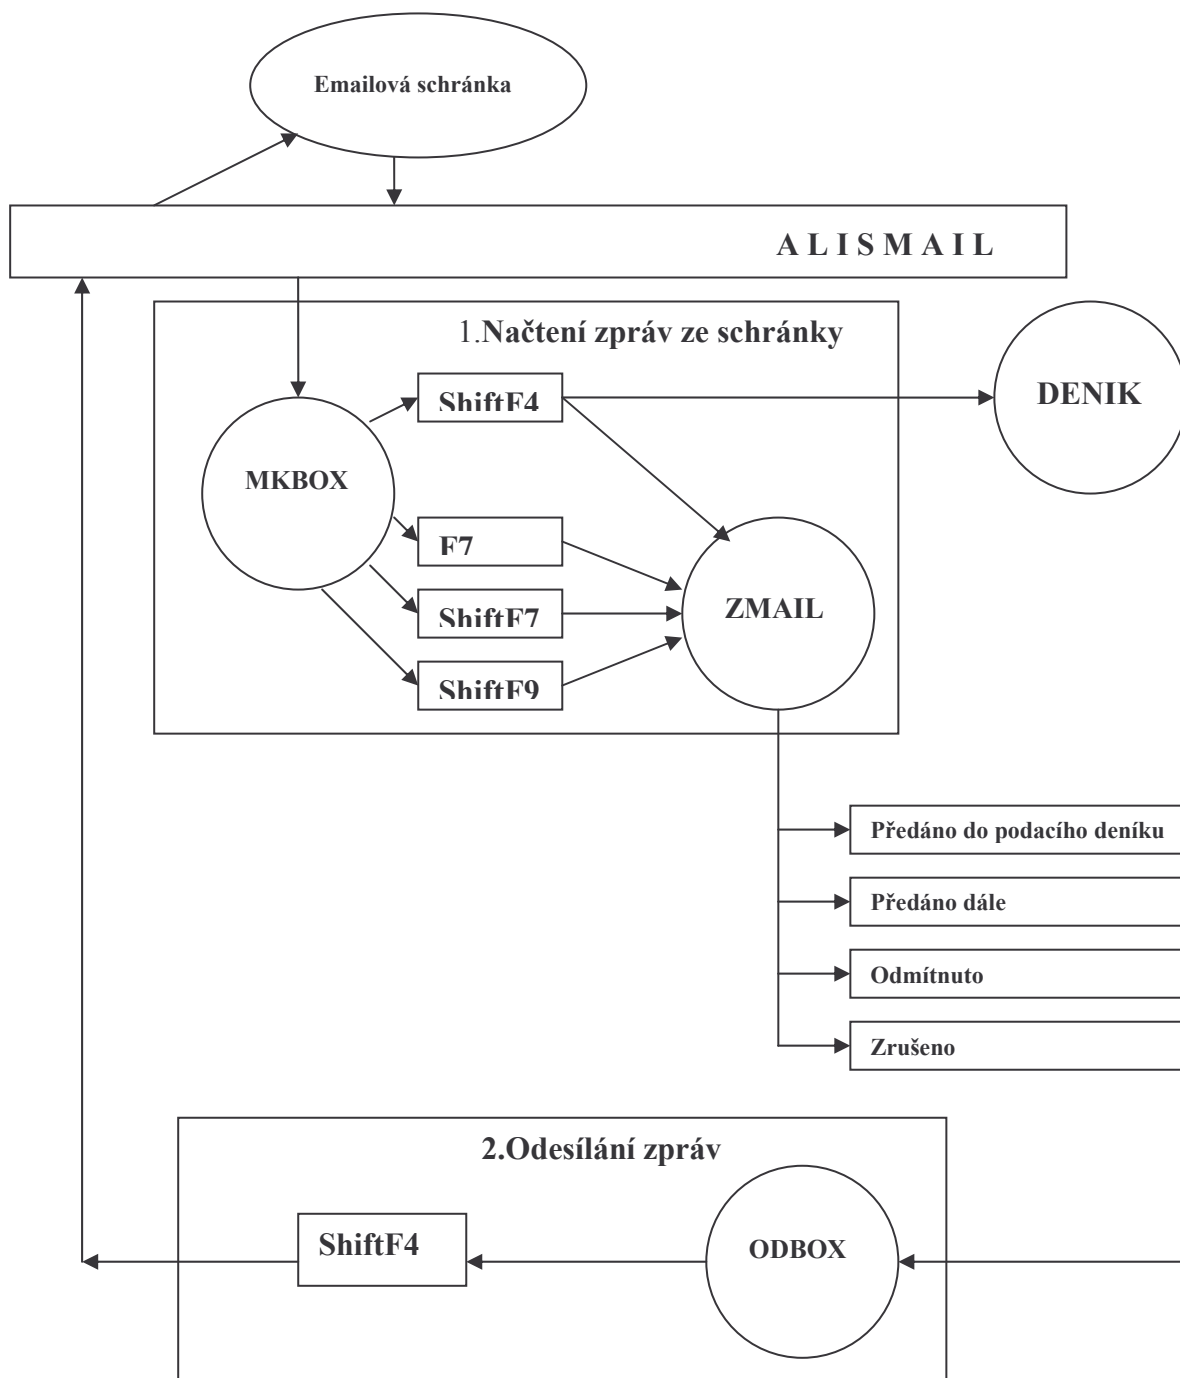 Emailová schránka
A L I S M A I L
1.Načtení zpráv ze schránky
ShiftF4
DENIK
MKBOX
F7
ShiftF7
ZMAIL
ShiftF9
Předáno do podacího deníku
Předáno dále
Odmítnuto
Zrušeno
2.Odesílání zpráv
ShiftF4
ODBOX